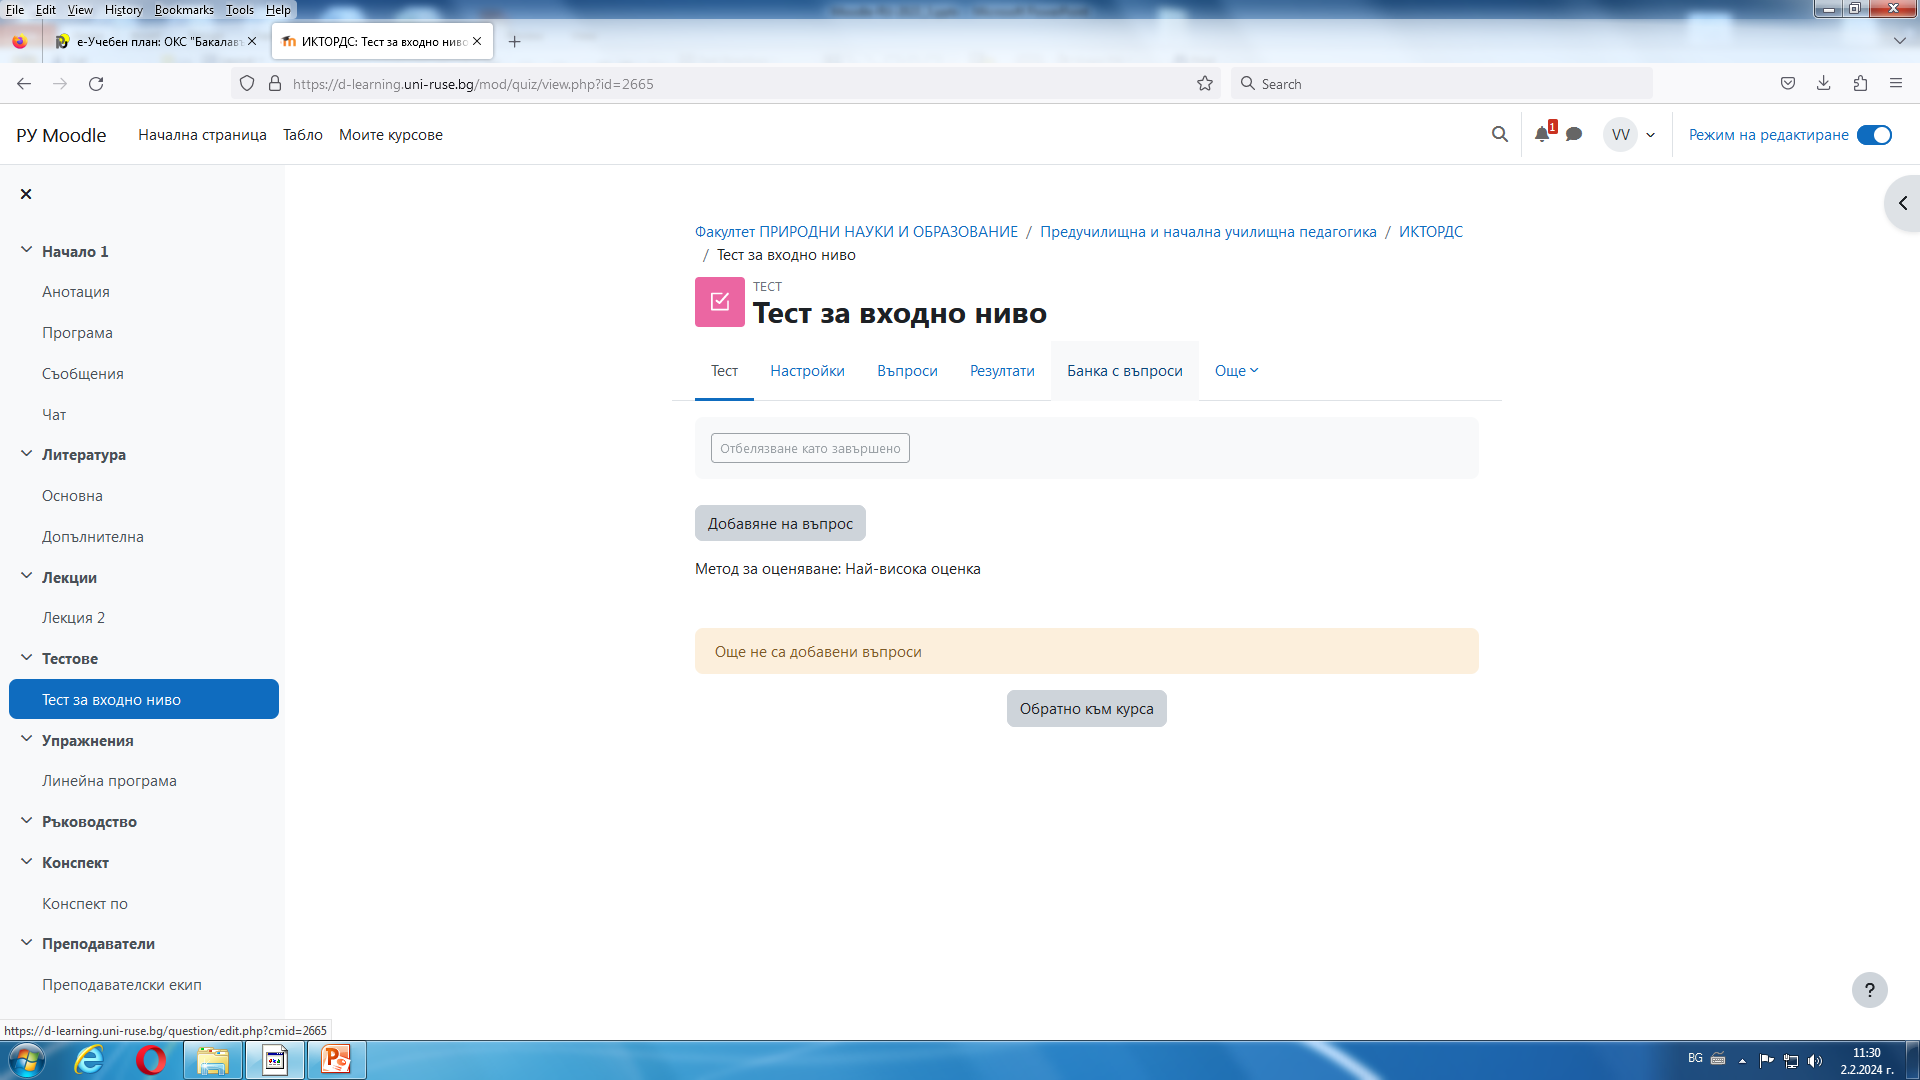 File Edit View History Bookmarks Tools Help
е-Учебен план: ОКС "Бакалав
ИКТОРДС: Тест за входно ниво
https://d-learning.uni-ruse.bg/mod/quiz/view.php?id=2665
Search
РУ Moodle Начална страница Табло Моите курсове
1
VV
Режим на редактиране
Начало 1
Анотация
Програма
Съобщения
Чат
Литература
Основна
Допълнителна
Лекции
Лекция 2
Тестове
Тест за входно ниво
Упражнения
Линейна програма
Ръководство
Конспект
Конспект по
Преподаватели
Преподавателски екип
Факултет ПРИРОДНИ НАУКИ И ОБРАЗОВАНИЕ / Предучилищна и начална училищна педагогика / ИКТОРДС
/ Тест за входно ниво
ТЕСТ
Тест за входно ниво
Тест Настройки Въпроси Резултати Банка с въпроси Още
Отбелязване като завършено
Добавяне на въпрос
Метод за оценяване: Най-висока оценка
Още не са добавени въпроси
Обратно към курса
?
https://d-learning.uni-ruse.bg/question/edit.php?cmid=2665
BG
11:30
2.2.2024 г.